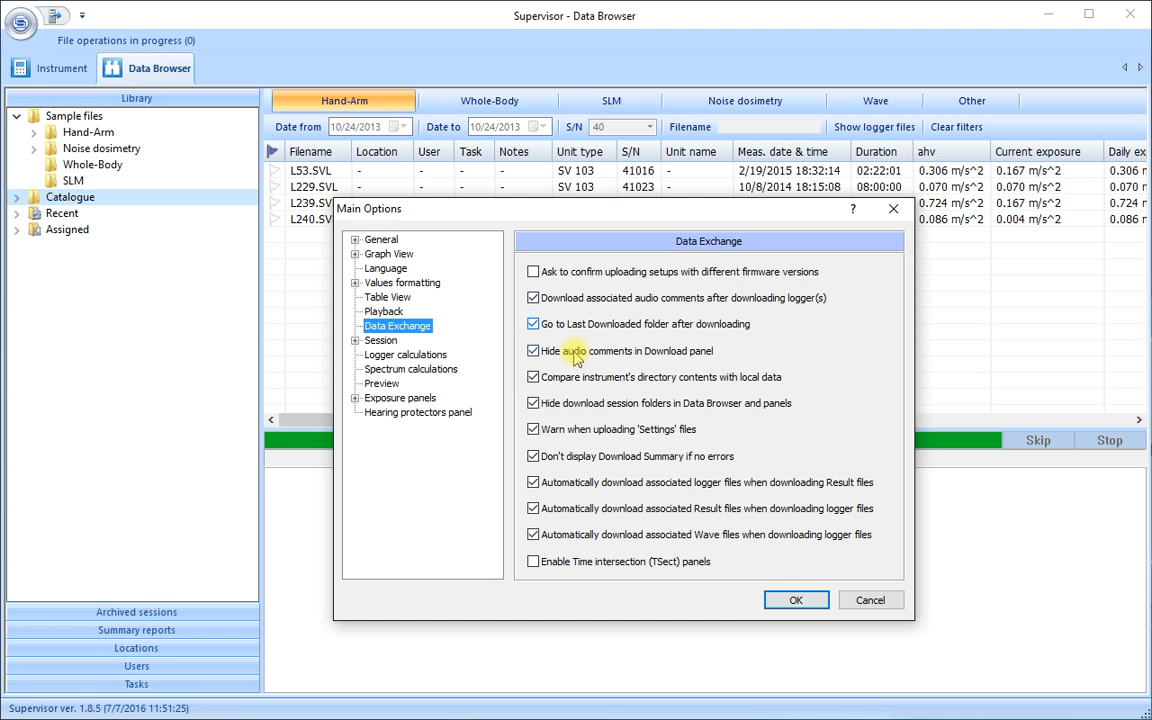 Supervisor - Data Browser
File operations in progress (0)
Instrument
Data Browser
Library
Sample files
Hand-Arm
Noise dosimetry
Whole-Body
SLM
Catalogue
Recent
Assigned
Archived sessions
Summary reports
Locations
Users
Tasks
Hand-Arm Whole-Body SLM Noise dosimetry Wave Other
Date from 10/24/2013 Date to 10/24/2013 S/N 40 Filename Show logger files Clear filters
Filename Location User Task Notes Unit type S/N Unit name Meas. date & time Duration ahv Current exposure Daily ex
L53.SVL - - - - SV 103 41016 - 2/19/2015 18:32:14 02:22:01 0.306 m/s^2 0.167 m/s^2 0.306 m
L229.SVL - - - - SV 103 41023 - 10/8/2014 18:15:08 08:00:00 0.070 m/s^2 0.070 m/s^2 0.070 m
L239.SV 0.724 m/s^2 0.167 m/s^2 0.724 m
L240.SV 0.086 m/s^2 0.004 m/s^2 0.086 m
Skip Stop
Main Options
?
General
Graph View
Language
Values formatting
Table View
Playback
Data Exchange
Session
Logger calculations
Spectrum calculations
Preview
Exposure panels
Hearing protectors panel
Data Exchange
Ask to confirm uploading setups with different firmware versions
Download associated audio comments after downloading logger(s)
Go to Last Downloaded folder after downloading
Hide audio comments in Download panel
Compare instrument's directory contents with local data
Hide download session folders in Data Browser and panels
Warn when uploading 'Settings' files
Don't display Download Summary if no errors
Automatically download associated logger files when downloading Result files
Automatically download associated Result files when downloading logger files
Automatically download associated Wave files when downloading logger files
Enable Time intersection (TSect) panels
OK Cancel
Supervisor ver. 1.8.5 (7/7/2016 11:51:25)